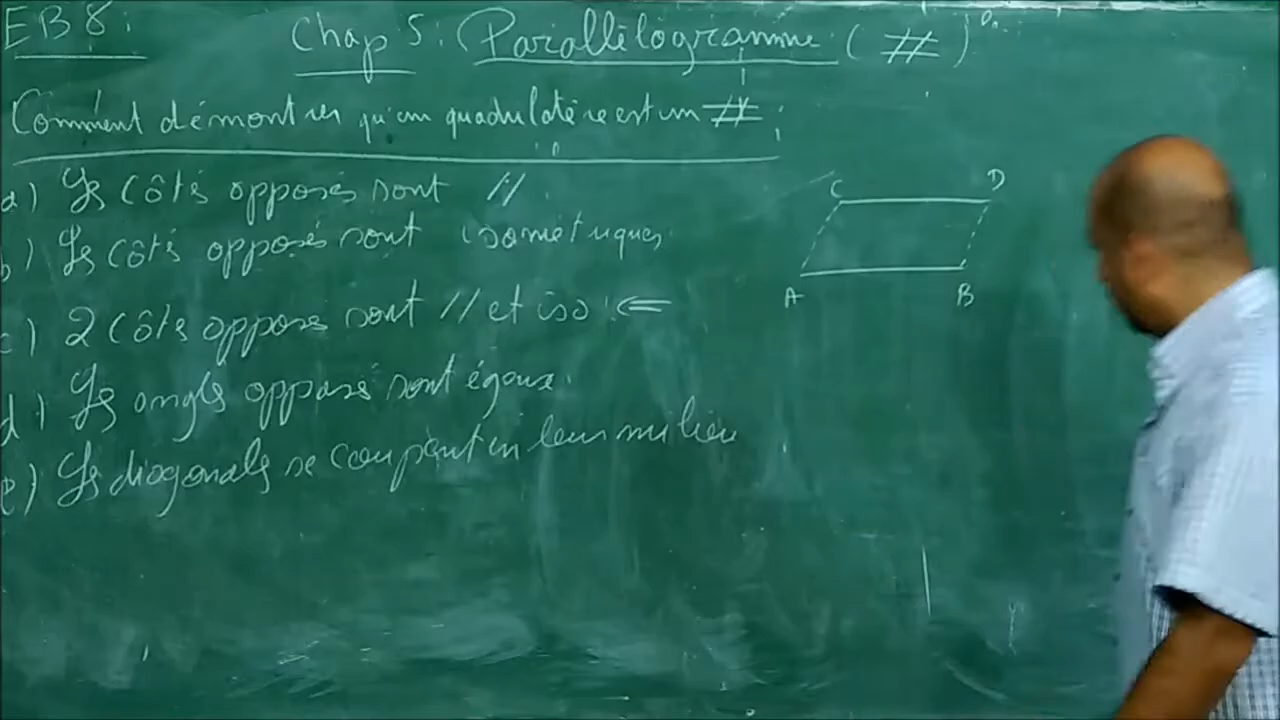 EB8:
Chap 5: Parallélogramme (#)
Comment démontrer qu'un quadrilatère est un #:
a) Les côtés opposés sont //
b) Les côtés opposés sont isométriques
c) 2 côtés opposés sont // et iso. ⇐
d) Les angles opposés sont égaux.
e) Les diagonales se coupent en leur milieu
C D
A B